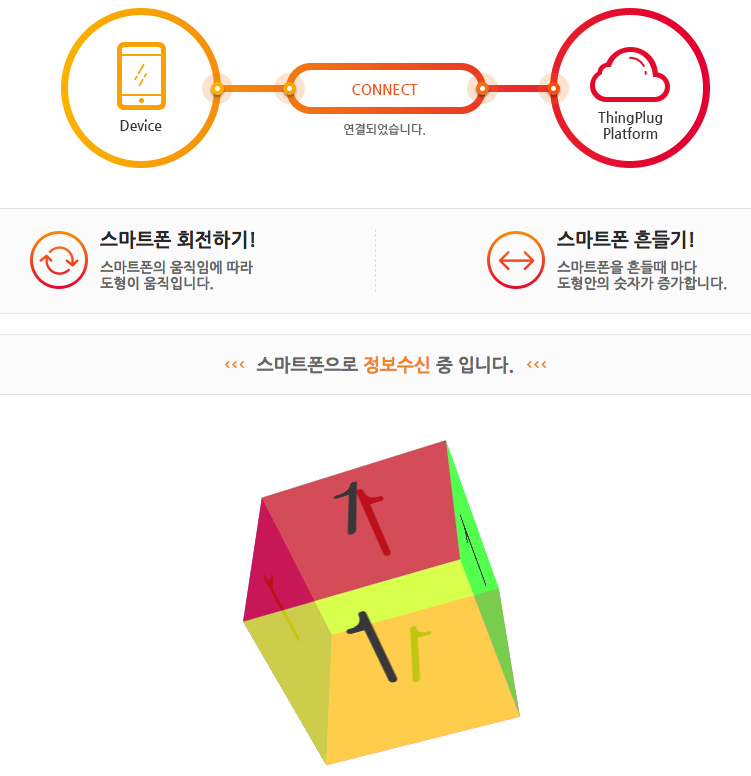 Device
CONNECT
연결되었습니다.
ThingPlug
Platform
스마트폰 회전하기!
스마트폰의 움직임에 따라
도형이 움직입니다.
스마트폰 흔들기!
스마트폰을 흔들때 마다
도형안의 숫자가 증가합니다.
‹‹‹ 스마트폰으로 정보수신 중 입니다. ‹‹‹
1
1
1
1
1
1